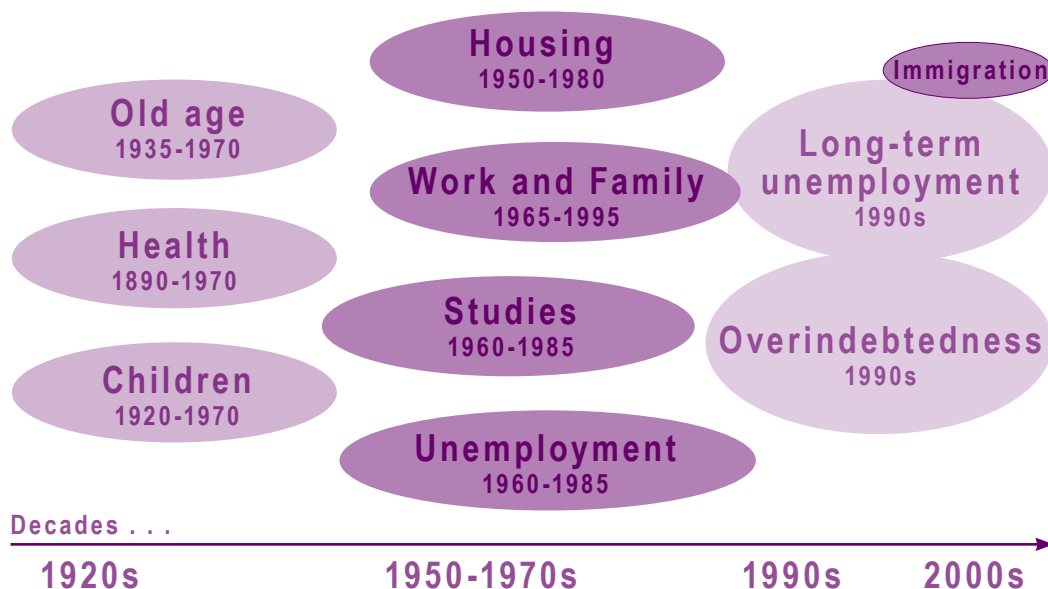 Housing
1950-1980
Immigration
Old age
1935-1970
Long-term
unemployment
1990s
Work and Family
1965-1995
Health
1890-1970
Studies
1960-1985
Overindebtedness
1990s
Children
1920-1970
Unemployment
1960-1985
Decades . . .
1920s
1950-1970s
1990s
2000s